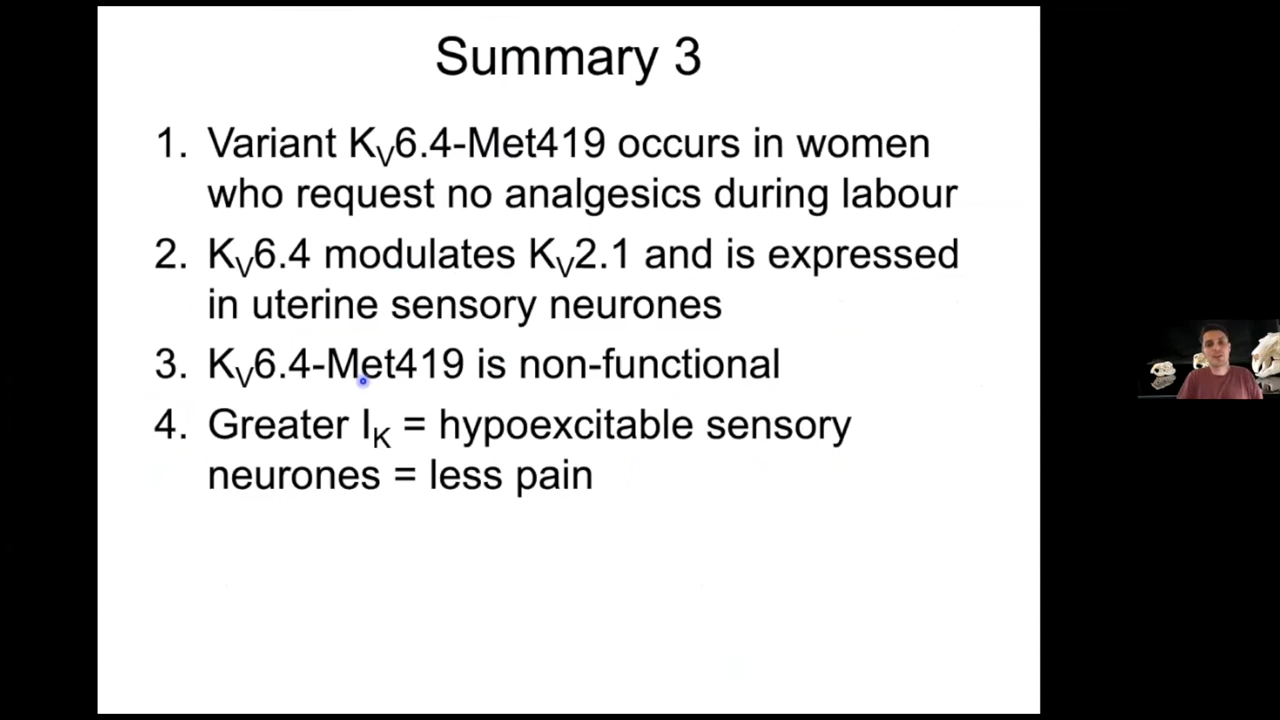 Summary 3
1. Variant KV6.4-Met419 occurs in women
who request no analgesics during labour
2. KV6.4 modulates KV2.1 and is expressed
in uterine sensory neurones
3. KV6.4-Met419 is non-functional
4. Greater IK = hypoexcitable sensory
neurones = less pain